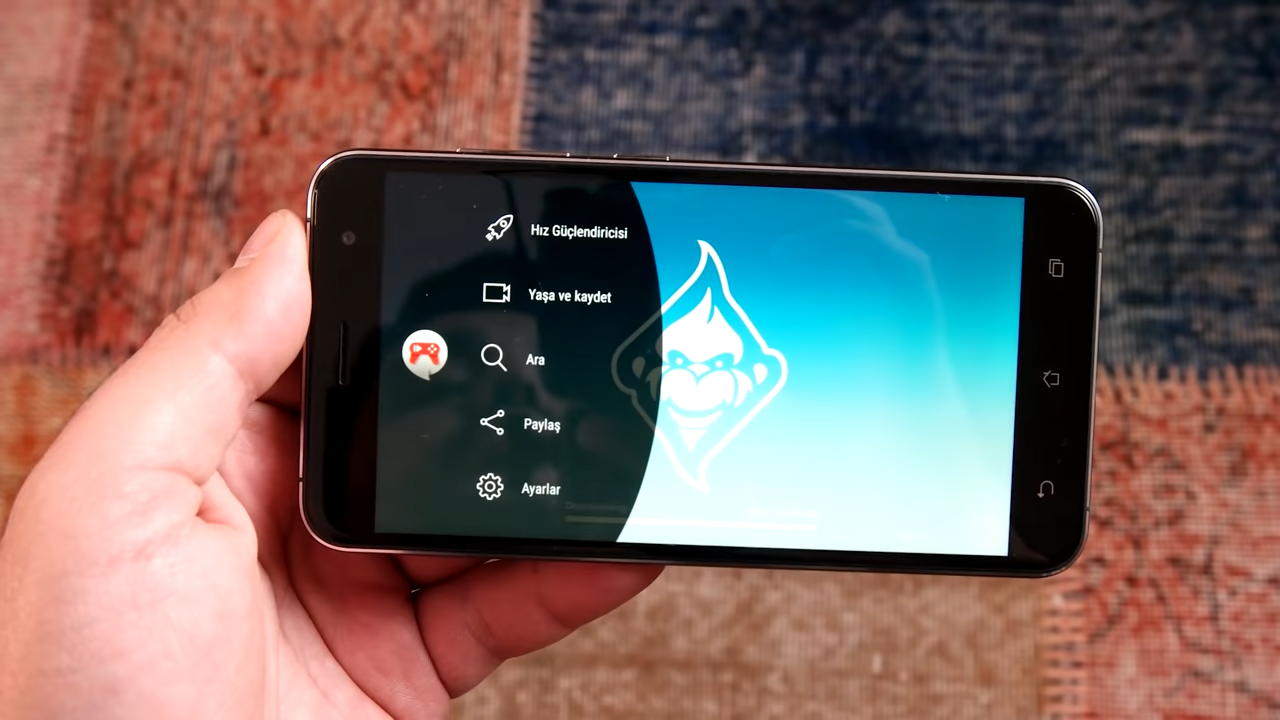 Hız Güçlendiricisi
Yaşa ve kaydet
Ara
Paylaş
Ayarlar